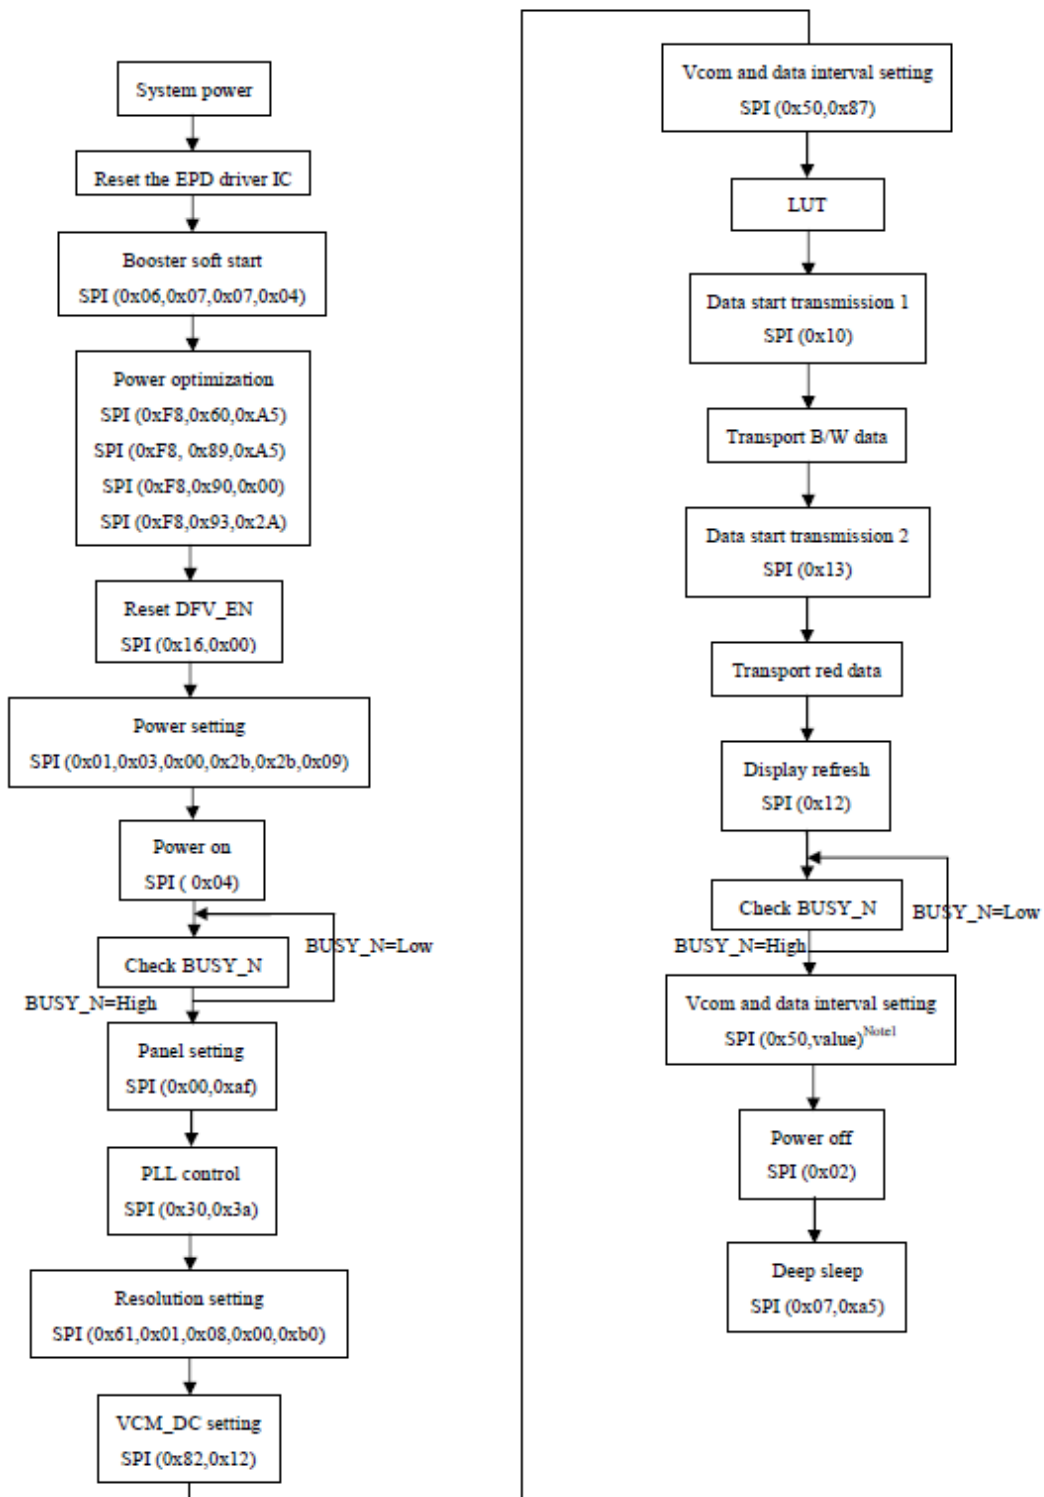 System power
Reset the EPD driver IC
Booster soft start
SPI (0x06,0x07,0x07,0x04)
Power optimization
SPI (0xF8,0x60,0xA5)
SPI (0xF8, 0x89,0xA5)
SPI (0xF8,0x90,0x00)
SPI (0xF8,0x93,0x2A)
Reset DFV_EN
SPI (0x16,0x00)
Power setting
SPI (0x01,0x03,0x00,0x2b,0x2b,0x09)
Power on
SPI ( 0x04)
BUSY_N=Low
Check BUSY_N
BUSY_N=High
Panel setting
SPI (0x00,0xaf)
PLL control
SPI (0x30,0x3a)
Resolution setting
SPI (0x61,0x01,0x08,0x00,0xb0)
VCM_DC setting
SPI (0x82,0x12)
Vcom and data interval setting
SPI (0x50,0x87)
LUT
Data start transmission 1
SPI (0x10)
Transport B/W data
Data start transmission 2
SPI (0x13)
Transport red data
Display refresh
SPI (0x12)
Check BUSY_N
BUSY_N=Low
BUSY_N=High
Vcom and data interval setting
SPI (0x50,value)Note1
Power off
SPI (0x02)
Deep sleep
SPI (0x07,0xa5)